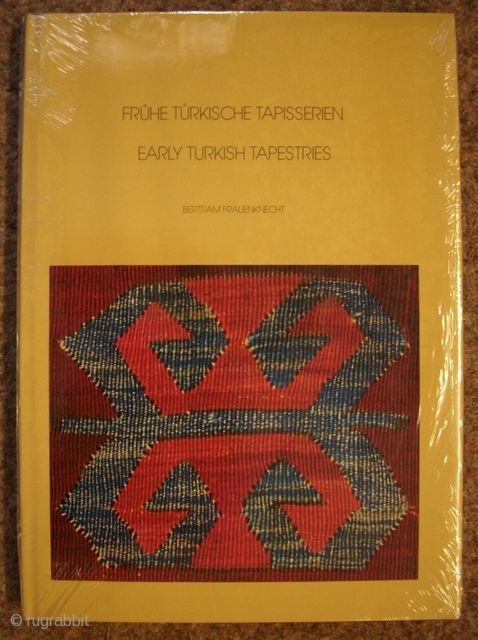 FRÜHE TÜRKISCHE TAPISSERIEN
EARLY TURKISH TAPESTRIES
BERTRAM FRAUENKNECHT
© rugrabbit